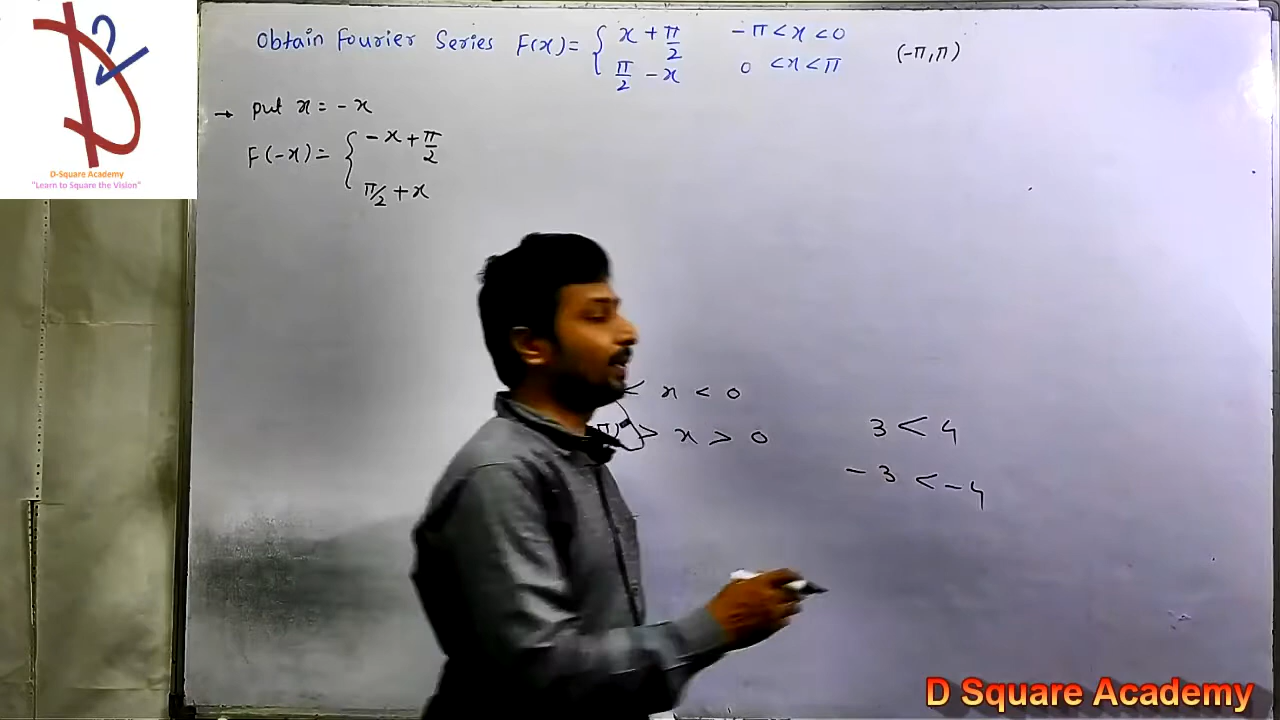 Obtain Fourier Series F(x) = { x + π/2 -π < x < 0
π/2 - x 0 < x < π (-π, π)
→ put x = - x
F(-x) = { - x + π/2
π/2 + x
< x < 0
π > x > 0
3 < 4
- 3 < - 4
D-Square Academy
"Learn to Square the Vision"
D Square Academy